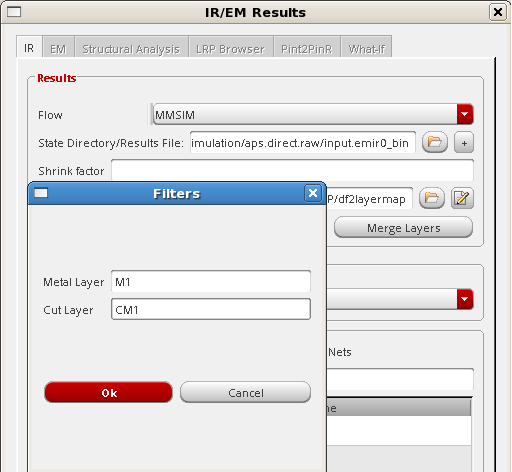 IR/EM Results
IR EM Structural Analysis LRP Browser Pint2PinR What-If
Results
Flow MMSIM
State Directory/Results File: imulation/aps.direct.raw/input.emir0_bin +
Shrink factor
Filters
P/df2layermap
Merge Layers
Metal Layer M1
Cut Layer CM1
Nets
Ok Cancel